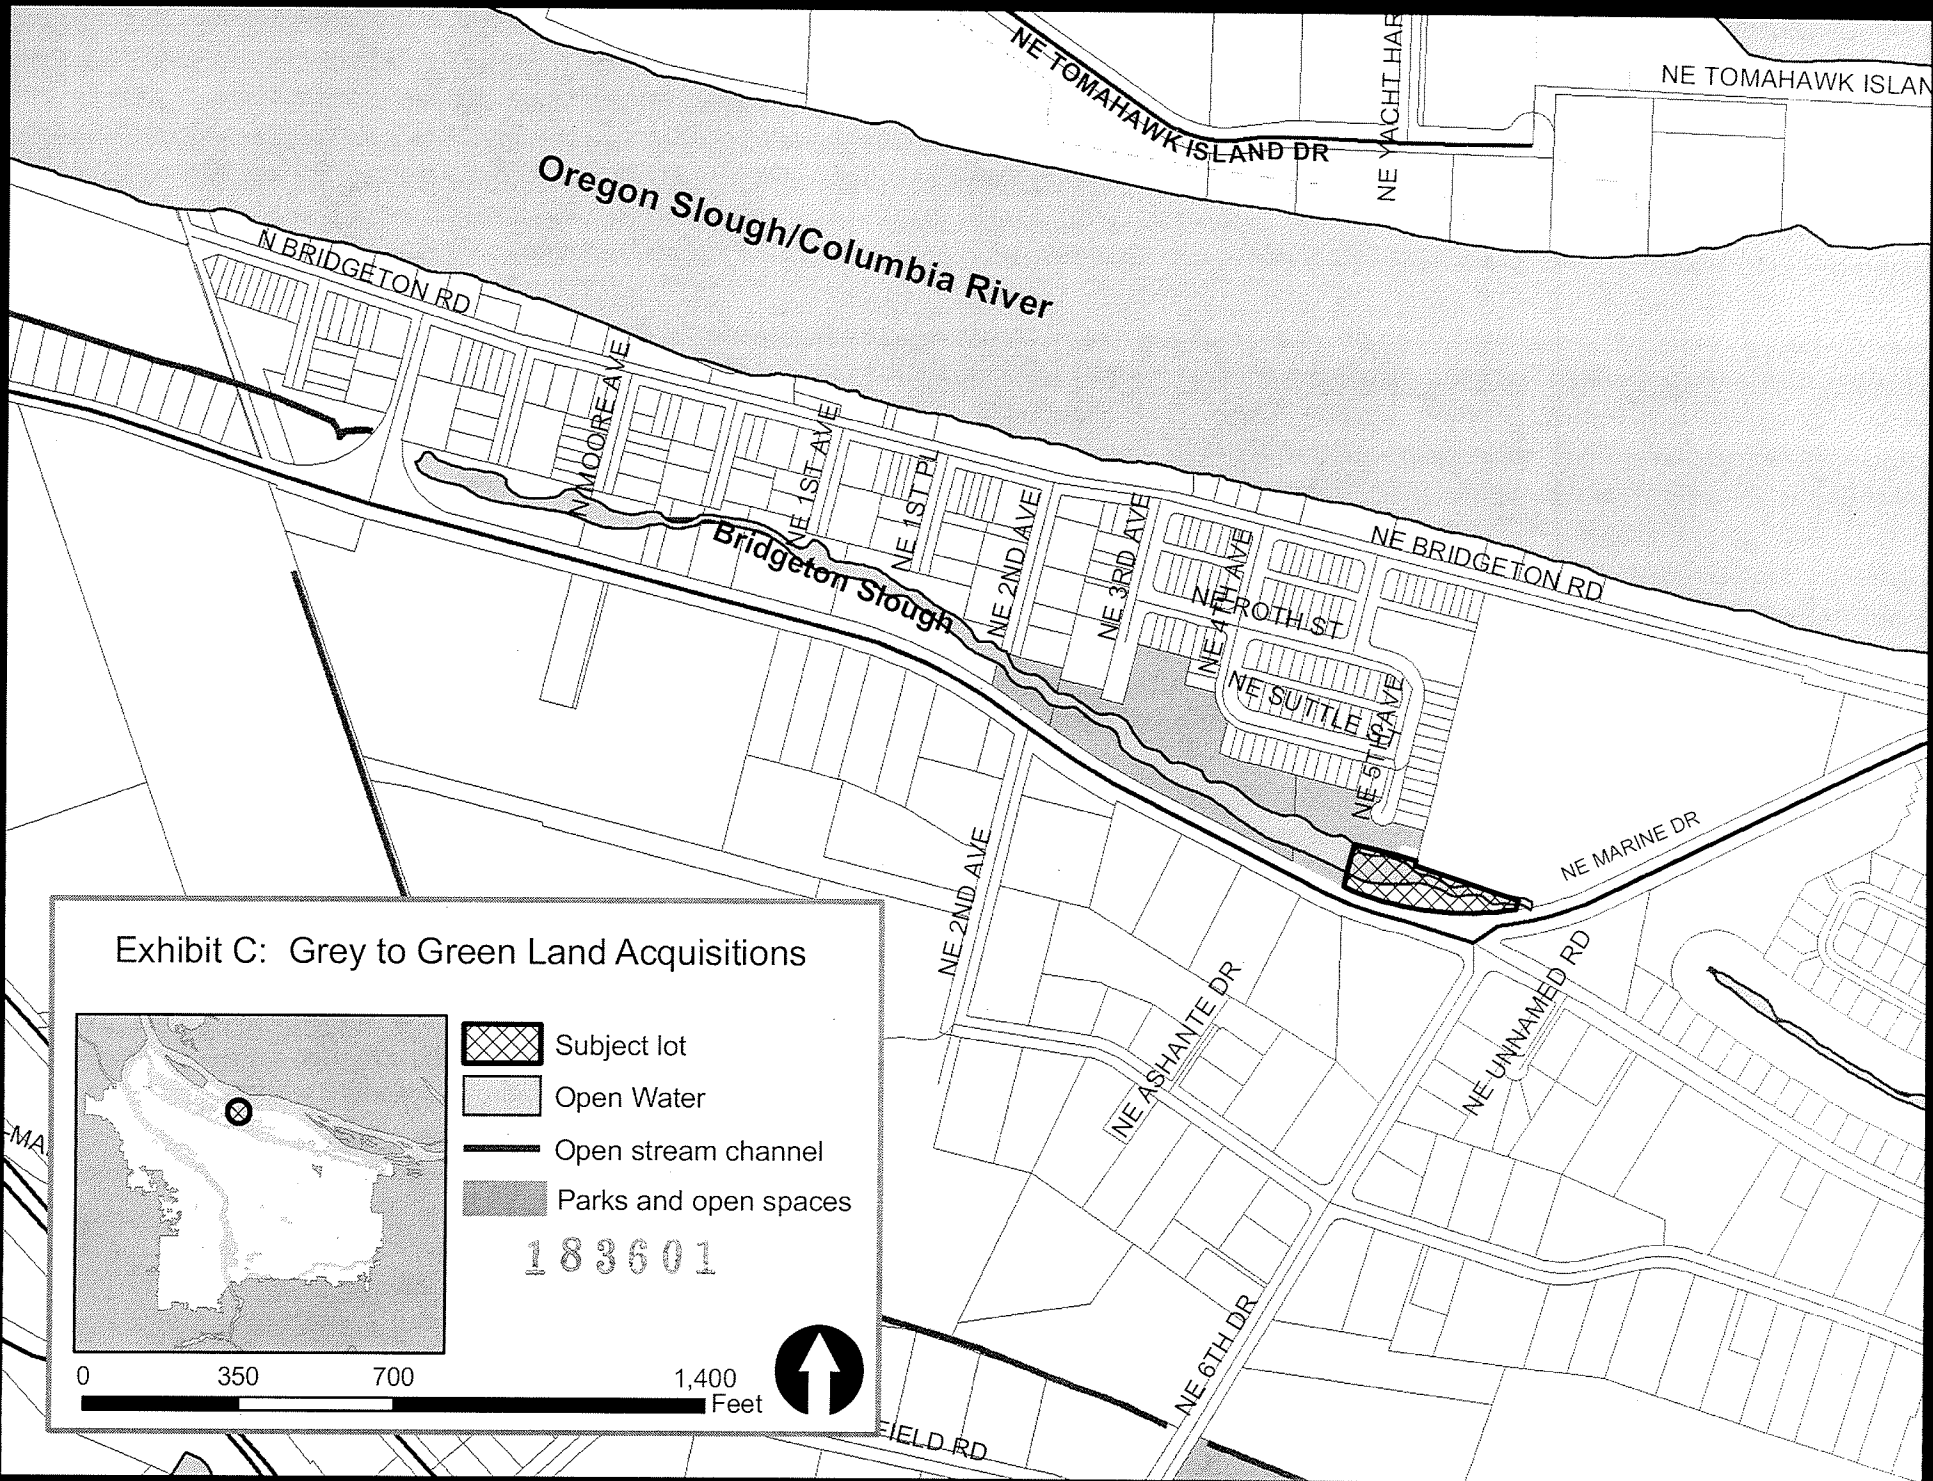 NE TOMAHAWK ISLAND DR
NE YACHT HAR
NE TOMAHAWK ISLAN
Oregon Slough/Columbia River
N BRIDGETON RD
N MOORE AVE
NE 1ST AVE
NE 1ST PL
NE 2ND AVE
NE 3RD AVE
NE 4TH AVE
NE ROTH ST
NE BRIDGETON RD
Bridgeton Slough
NE SUTTLE
NE 5TH AVE
NE MARINE DR
NE 2ND AVE
NE ASHANTE DR
NE UNNAMED RD
NE 6TH DR
FIELD RD
-MA
Exhibit C: Grey to Green Land Acquisitions
Subject lot
Open Water
Open stream channel
Parks and open spaces
183601
0 350 700 1,400
Feet